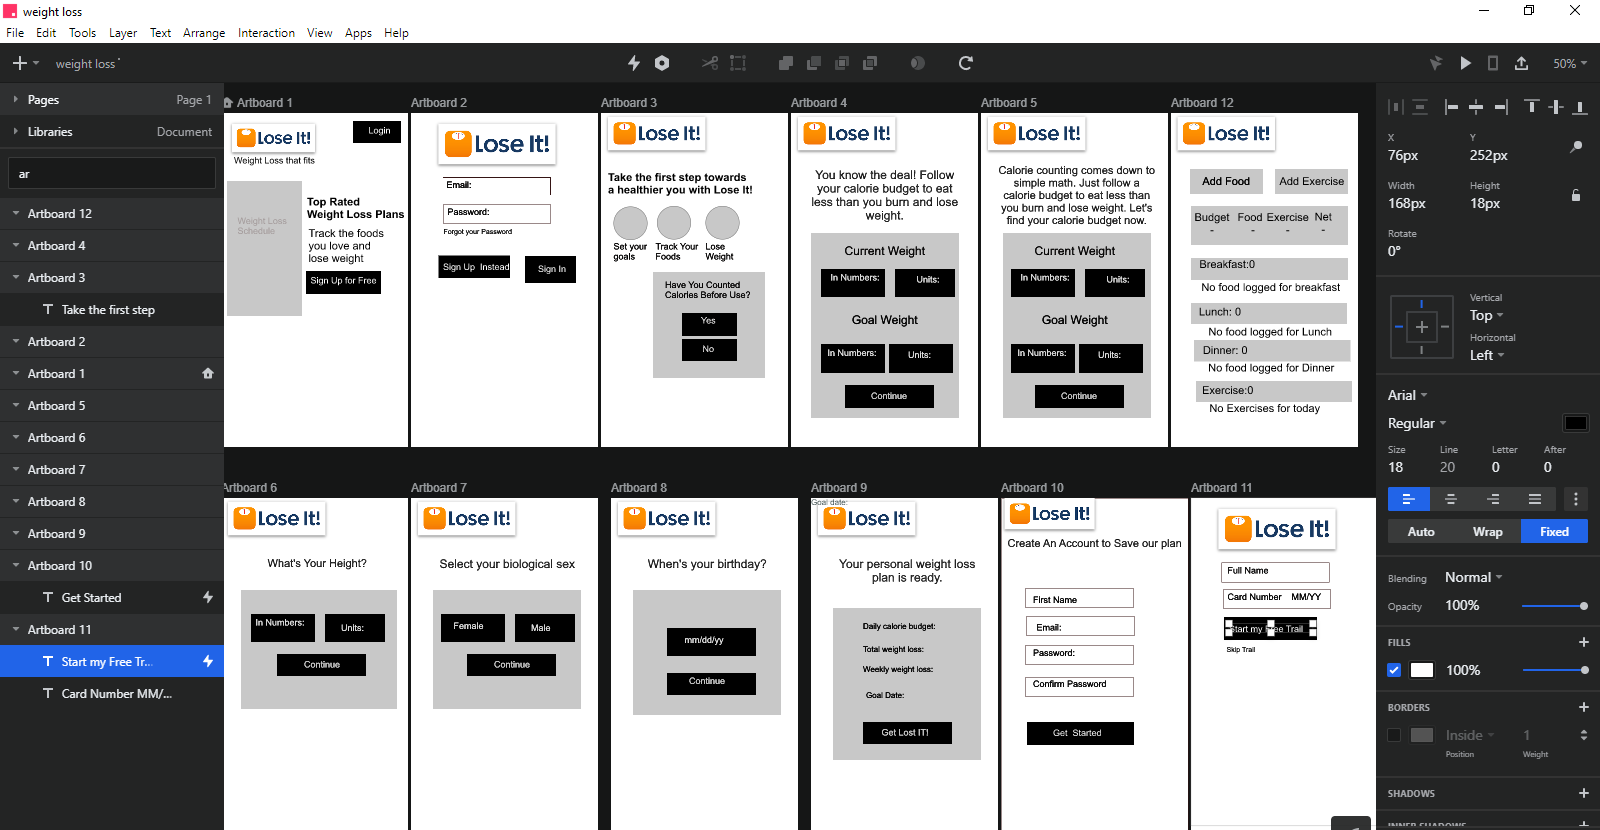 weight loss
File Edit Tools Layer Text Arrange Interaction View Apps Help
weight loss*
50%
Pages Page 1
Libraries Document
ar
Artboard 12
Artboard 4
Artboard 3
T Take the first step
Artboard 2
Artboard 1
Artboard 5
Artboard 6
Artboard 7
Artboard 8
Artboard 9
Artboard 10
T Get Started
Artboard 11
T Start my Free Tr...
T Card Number MM/...
Artboard 1
Lose It!
Login
Weight Loss that fits
Weight Loss
Schedule
Top Rated
Weight Loss Plans
Track the foods
you love and
lose weight
Sign Up for Free
Artboard 2
Lose It!
Email:
Password:
Forgot your Password
Sign Up Instead
Sign In
Artboard 3
Lose It!
Take the first step towards
a healthier you with Lose It!
Set your
goals
Track Your
Foods
Lose
Weight
Have You Counted
Calories Before Use?
Yes
No
Artboard 4
Lose It!
You know the deal! Follow
your calorie budget to eat
less than you burn and lose
weight.
Current Weight
In Numbers: Units:
Goal Weight
In Numbers: Units:
Continue
Artboard 5
Lose It!
Calorie counting comes down to
simple math. Just follow a
calorie budget to eat less than
you burn and lose weight. Let's
find your calorie budget now.
Current Weight
In Numbers: Units:
Goal Weight
In Numbers: Units:
Continue
Artboard 12
Lose It!
Add Food Add Exercise
Budget Food Exercise Net
- - - -
Breakfast:0
No food logged for breakfast
Lunch: 0
No food logged for Lunch
Dinner: 0
No food logged for Dinner
Exercise:0
No Exercises for today
Artboard 6
Lose It!
What's Your Height?
In Numbers: Units:
Continue
Artboard 7
Lose It!
Select your biological sex
Female Male
Continue
Artboard 8
Lose It!
When's your birthday?
mm/dd/yy
Continue
Artboard 9
Goal date:
Lose It!
Your personal weight loss
plan is ready.
Daily calorie budget:
Total weight loss:
Weekly weight loss:
Goal Date:
Get Lost IT!
Artboard 10
Lose It!
Create An Account to Save our plan
First Name
Email:
Password:
Confirm Password
Get Started
Artboard 11
Lose It!
Full Name
Card Number MM/YY
Start my Free Trail
Skip Trail
X Y
76px 252px
Width Height
168px 18px
Rotate
0°
Vertical
Top
Horizontal
Left
Arial
Regular
Size Line Letter After
18 20 0 0
Auto Wrap Fixed
Blending Normal
Opacity 100%
FILLS
100%
BORDERS
Inside 1
Position Weight
SHADOWS
INNER SHADOWS